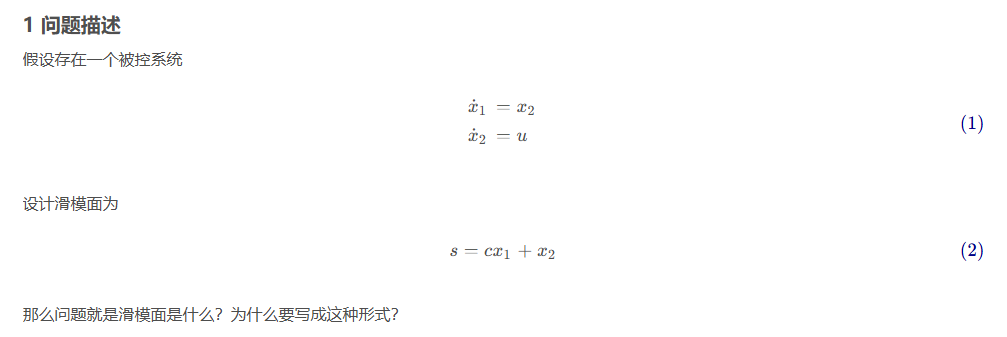 1 问题描述
假设存在一个被控系统
ẋ₁ = x₂
ẋ₂ = u
(1)
设计滑模面为
s = cx₁ + x₂
(2)
那么问题就是滑模面是什么？为什么要写成这种形式？